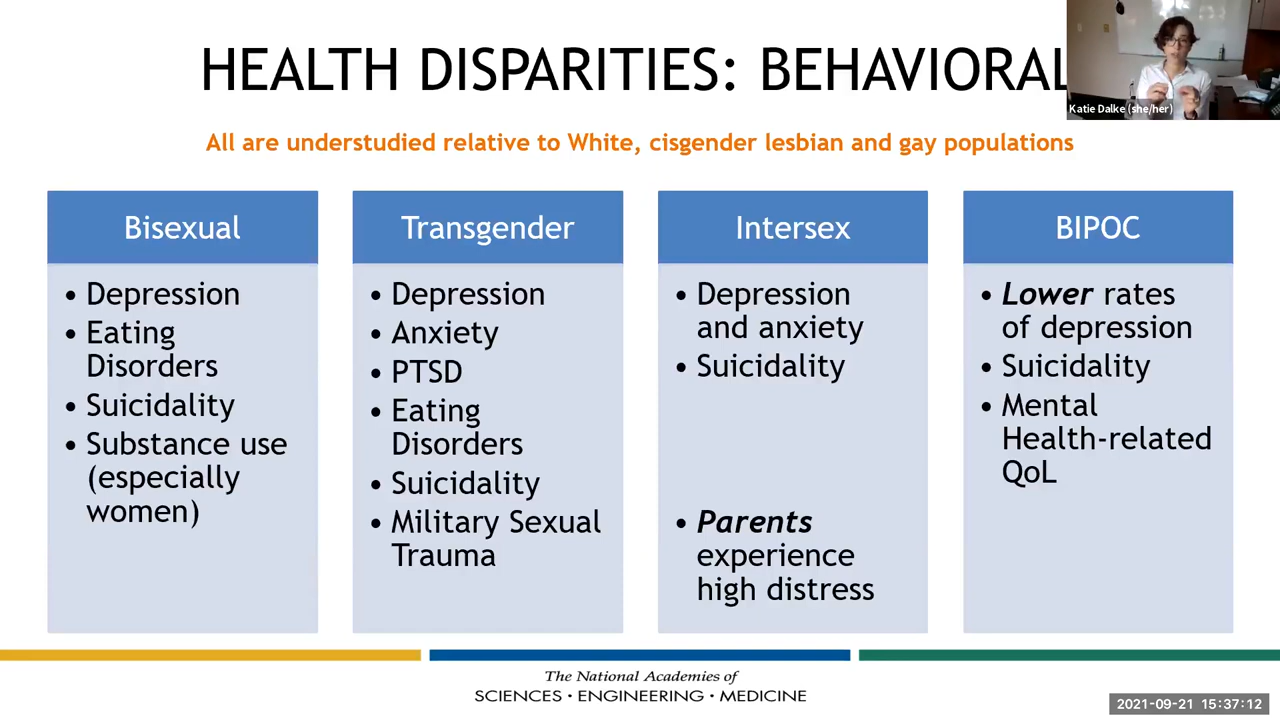 HEALTH DISPARITIES: BEHAVIORAL
Katie Dalke (she/her)
All are understudied relative to White, cisgender lesbian and gay populations
Bisexual
• Depression
• Eating
Disorders
• Suicidality
• Substance use
(especially
women)
Transgender
• Depression
• Anxiety
• PTSD
• Eating
Disorders
• Suicidality
• Military Sexual
Trauma
Intersex
• Depression
and anxiety
• Suicidality
• Parents
experience
high distress
BIPOC
• Lower rates
of depression
• Suicidality
• Mental
Health-related
QoL
The National Academies of
SCIENCES · ENGINEERING · MEDICINE
2021-09-21 15:37:12